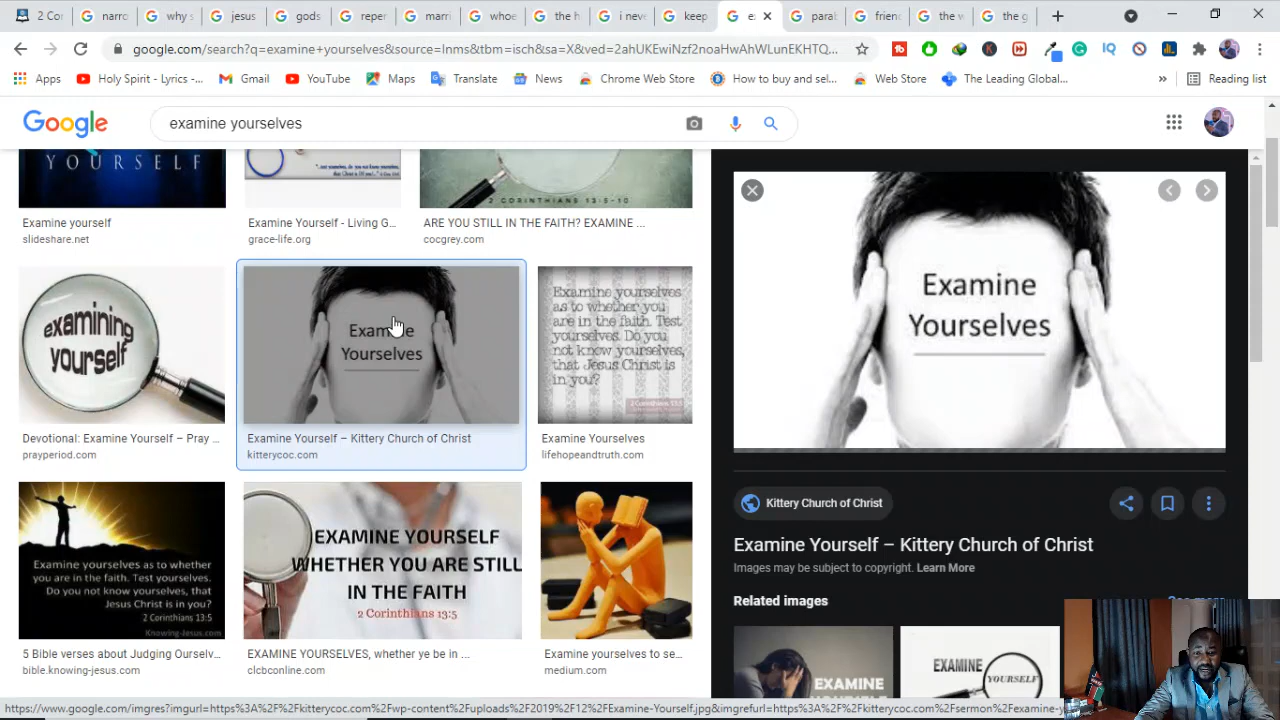 2 Cor
narro
why s
jesus
gods
reper
marri
whoe
the h
i neve
keep
e
parab
frienc
the w
the g
google.com/search?q=examine+yourselves&source=lnms&tbm=isch&sa=X&ved=2ahUKEwiNzf2noaHwAhWLunEKHTQ...
Apps
Holy Spirit - Lyrics -...
Gmail
YouTube
Maps
Translate
News
Chrome Web Store
How to buy and sel...
Web Store
The Leading Global...
»
Reading list
Google
examine yourselves
YOURSELF
2 CORINTHIANS 13:5-10
Examine yourself
slideshare.net
Examine Yourself - Living G...
grace-life.org
ARE YOU STILL IN THE FAITH? EXAMINE ...
cocgrey.com
examining
yourself
Examine
Yourselves
Examine yourselves
as to whether you
are in the faith. Test
yourselves. Do you
not know yourselves,
that Jesus Christ is
in you?
2 Corinthians 13:5
Devotional: Examine Yourself – Pray ...
prayperiod.com
Examine Yourself – Kittery Church of Christ
kitterycoc.com
Examine Yourselves
lifehopeandtruth.com
Examine yourselves as to whether
you are in the faith. Test yourselves.
Do you not know yourselves, that
Jesus Christ is in you?
2 Corinthians 13:5
Knowing-Jesus.com
EXAMINE YOURSELF
WHETHER YOU ARE STILL
IN THE FAITH
2 Corinthians 13:5
5 Bible verses about Judging Ourselv...
bible.knowing-jesus.com
EXAMINE YOURSELVES, whether ye be in ...
clcbonline.com
Examine yourselves to se...
medium.com
Examine
Yourselves
Kittery Church of Christ
Examine Yourself – Kittery Church of Christ
Images may be subject to copyright. Learn More
Related images
See more
EXAMINE
EXAMINE
YOURSELF
https://www.google.com/imgres?imgurl=https%3A%2F%2Fkitterycoc.com%2Fwp-content%2Fuploads%2F2019%2F12%2FExamine-Yourself.jpg&imgrefurl=https%3A%2F%2Fkitterycoc.com%2Fsermon%2Fexamine-y